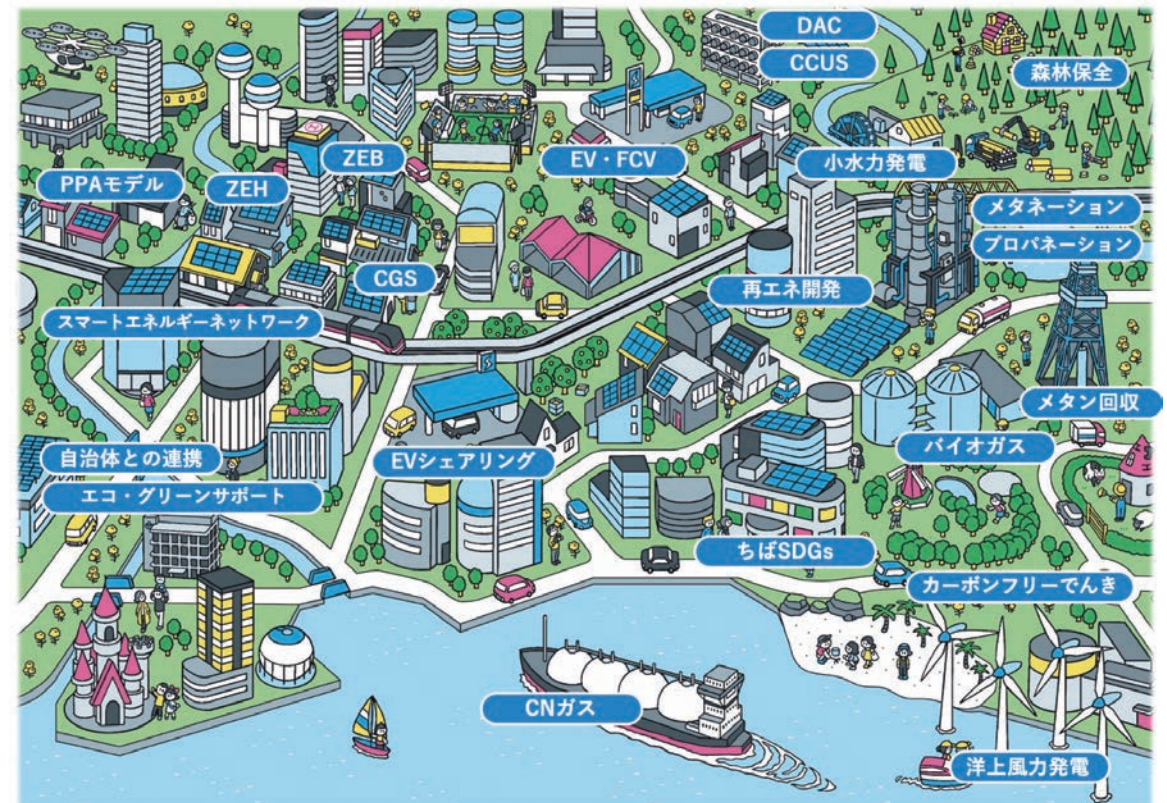 DAC
CCUS
森林保全
ZEB
EV・FCV
小水力発電
PPAモデル
ZEH
メタネーション
プロパネーション
CGS
再エネ開発
スマートエネルギーネットワーク
メタン回収
自治体との連携
EVシェアリング
バイオガス
エコ・グリーンサポート
ちばSDGs
カーボンフリーでんき
CNガス
洋上風力発電